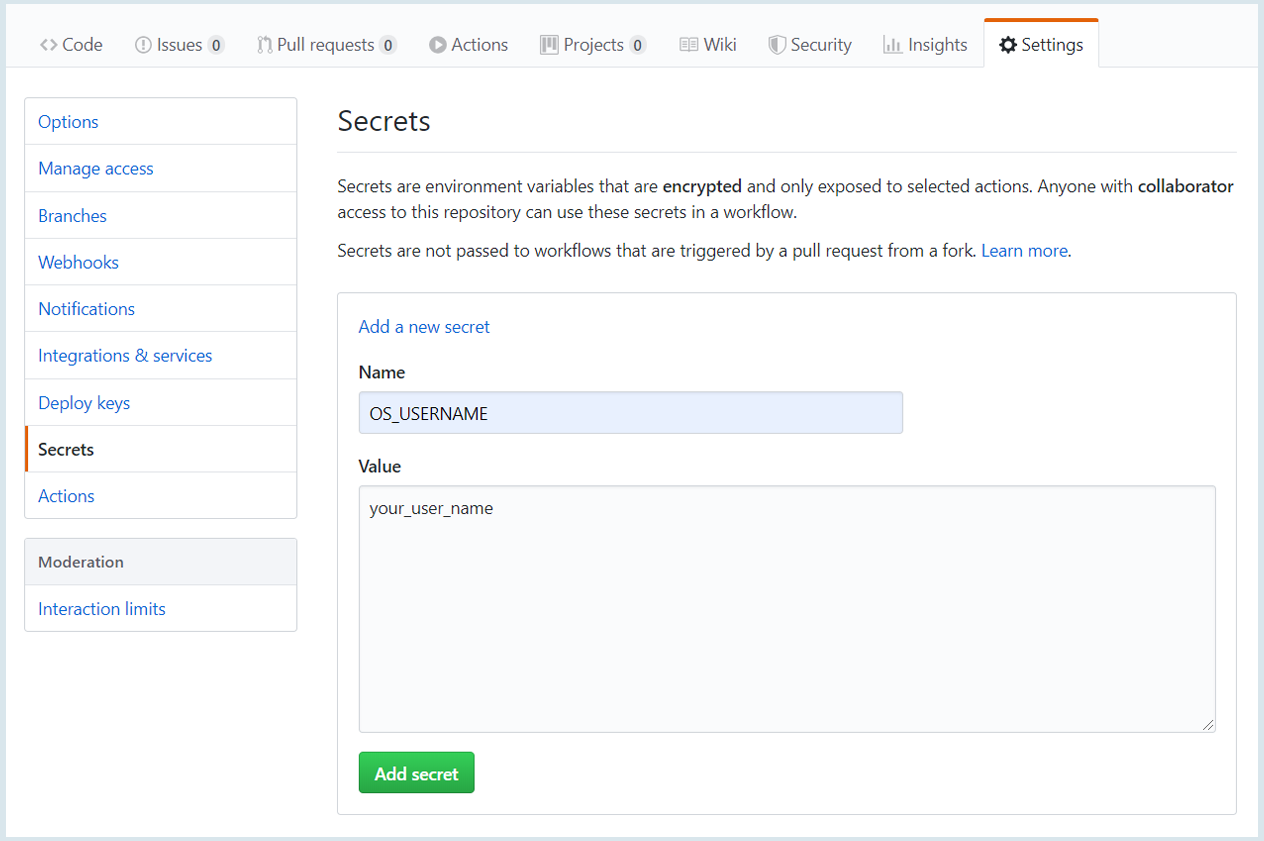 Code Issues 0 Pull requests 0 Actions Projects 0 Wiki Security Insights Settings
Options
Manage access
Branches
Webhooks
Notifications
Integrations & services
Deploy keys
Secrets
Actions
Moderation
Interaction limits
Secrets
Secrets are environment variables that are encrypted and only exposed to selected actions. Anyone with collaborator
access to this repository can use these secrets in a workflow.
Secrets are not passed to workflows that are triggered by a pull request from a fork. Learn more.
Add a new secret
Name
OS_USERNAME
Value
your_user_name
Add secret